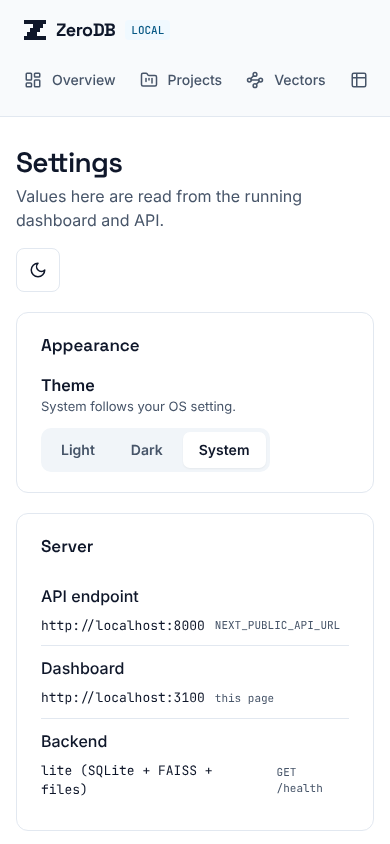 ZeroDB LOCAL
Overview Projects Vectors
Settings
Values here are read from the running
dashboard and API.
Appearance
Theme
System follows your OS setting.
Light Dark System
Server
API endpoint
http://localhost:8000 NEXT_PUBLIC_API_URL
Dashboard
http://localhost:3100 this page
Backend
lite (SQLite + FAISS + GET
files) /health